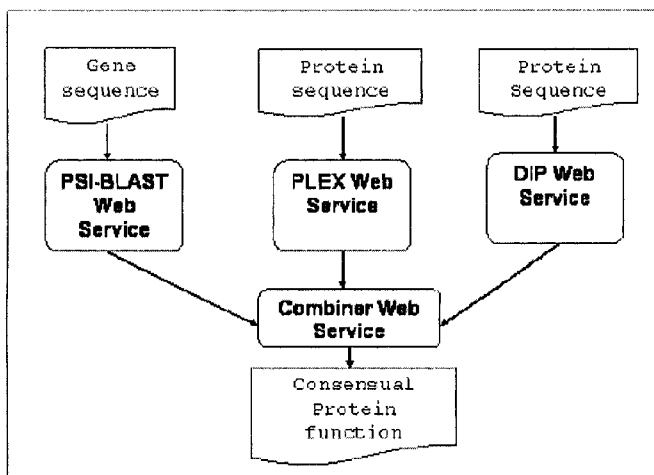 Gene
sequence
Protein
sequence
Protein
Sequence
PSI-BLAST
Web
Service
PLEX Web
Service
DIP Web
Service
Combiner Web
Service
Consensual
Protein
function